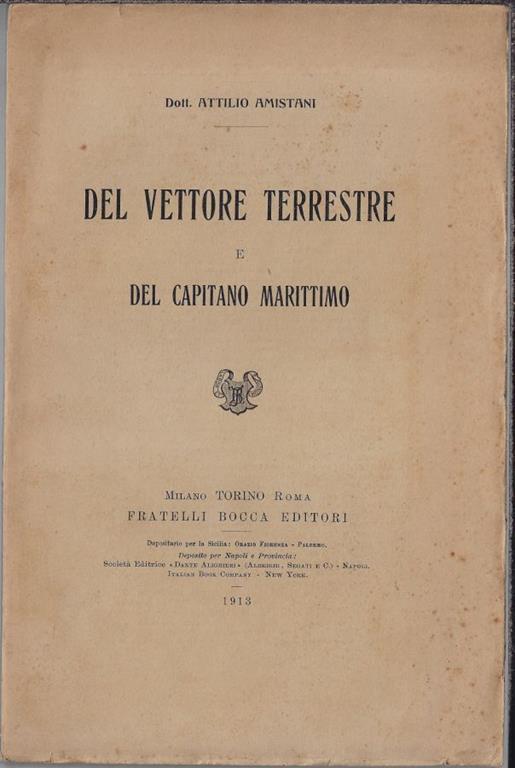 Dott. ATTILIO AMISTANI
DEL VETTORE TERRESTRE
E
DEL CAPITANO MARITTIMO
MILANO TORINO ROMA
FRATELLI BOCCA EDITORI
Depositario per la Sicilia: ORAZIO FIORENZA - PALERMO.
Deposito per Napoli e Provincia:
Società Editrice «DANTE ALIGHIERI» (ALBRIGHI, SEGATI E C.) - NAPOLI.
ITALIAN BOOK COMPANY - NEW YORK.
1913